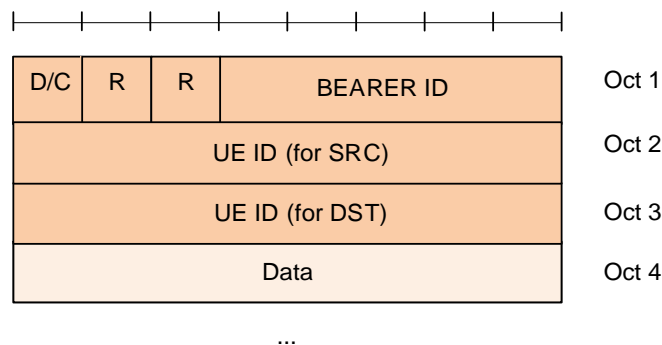 D/C R R BEARER ID Oct 1
UE ID (for SRC) Oct 2
UE ID (for DST) Oct 3
Data Oct 4
...